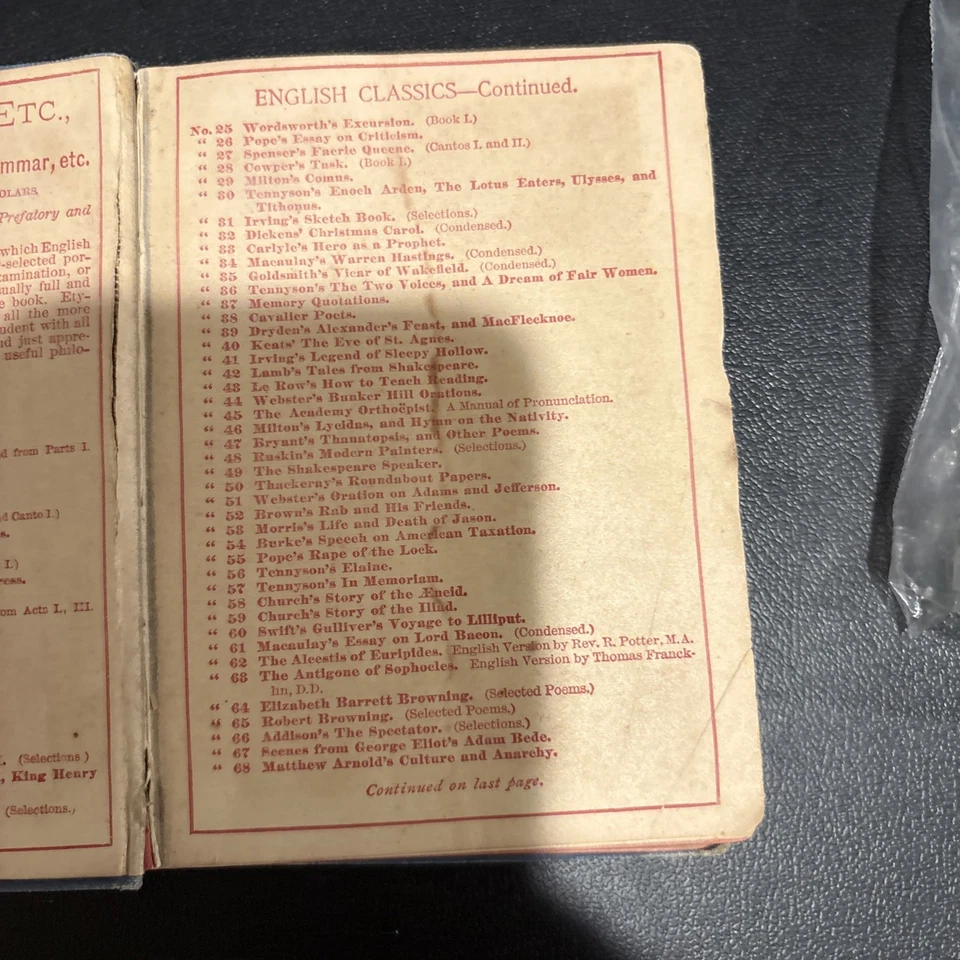 ETC.,
mmar, etc.
OLARS,
Prefatory and
which English
-selected por-
tamination, or
ually full and
e book. Ety-
all the more
udent with all
nd just appre-
useful philo-
d from Parts I.
d Canto I.)
s.
I.)
ress.
om Acts I., III.
(Selections.)
, King Henry
(Selections.)
ENGLISH CLASSICS—Continued.
No. 25 Wordsworth's Excursion. (Book I.)
“ 26 Pope's Essay on Criticism.
“ 27 Spenser's Faerie Queene. (Cantos I. and II.)
“ 28 Cowper's Task. (Book I.)
“ 29 Milton's Comus.
“ 30 Tennyson's Enoch Arden, The Lotus Eaters, Ulysses, and
Tithonus.
“ 31 Irving's Sketch Book. (Selections.)
“ 32 Dickens' Christmas Carol. (Condensed.)
“ 33 Carlyle's Hero as a Prophet.
“ 34 Macaulay's Warren Hastings. (Condensed.)
“ 35 Goldsmith's Vicar of Wakefield. (Condensed.)
“ 36 Tennyson's The Two Voices, and A Dream of Fair Women.
“ 37 Memory Quotations.
“ 38 Cavalier Poets.
“ 39 Dryden's Alexander's Feast, and MacFlecknoe.
“ 40 Keats' The Eve of St. Agnes.
“ 41 Irving's Legend of Sleepy Hollow.
“ 42 Lamb's Tales from Shakespeare.
“ 43 Le Row's How to Teach Reading.
“ 44 Webster's Bunker Hill Orations.
“ 45 The Academy Orthoëpist. A Manual of Pronunciation.
“ 46 Milton's Lycidas, and Hymn on the Nativity.
“ 47 Bryant's Thanatopsis, and Other Poems.
“ 48 Ruskin's Modern Painters. (Selections.)
“ 49 The Shakespeare Speaker.
“ 50 Thackeray's Roundabout Papers.
“ 51 Webster's Oration on Adams and Jefferson.
“ 52 Brown's Rab and His Friends.
“ 53 Morris's Life and Death of Jason.
“ 54 Burke's Speech on American Taxation.
“ 55 Pope's Rape of the Lock.
“ 56 Tennyson's Elaine.
“ 57 Tennyson's In Memoriam.
“ 58 Church's Story of the Æneid.
“ 59 Church's Story of the Iliad.
“ 60 Swift's Gulliver's Voyage to Lilliput.
“ 61 Macaulay's Essay on Lord Bacon. (Condensed.)
“ 62 The Alcestis of Euripides. English Version by Rev. R. Potter, M.A.
“ 63 The Antigone of Sophocles. English Version by Thomas Franck-
lin, D.D.
“ 64 Elizabeth Barrett Browning. (Selected Poems.)
“ 65 Robert Browning. (Selected Poems.)
“ 66 Addison's The Spectator. (Selections.)
“ 67 Scenes from George Eliot's Adam Bede.
“ 68 Matthew Arnold's Culture and Anarchy.
Continued on last page.